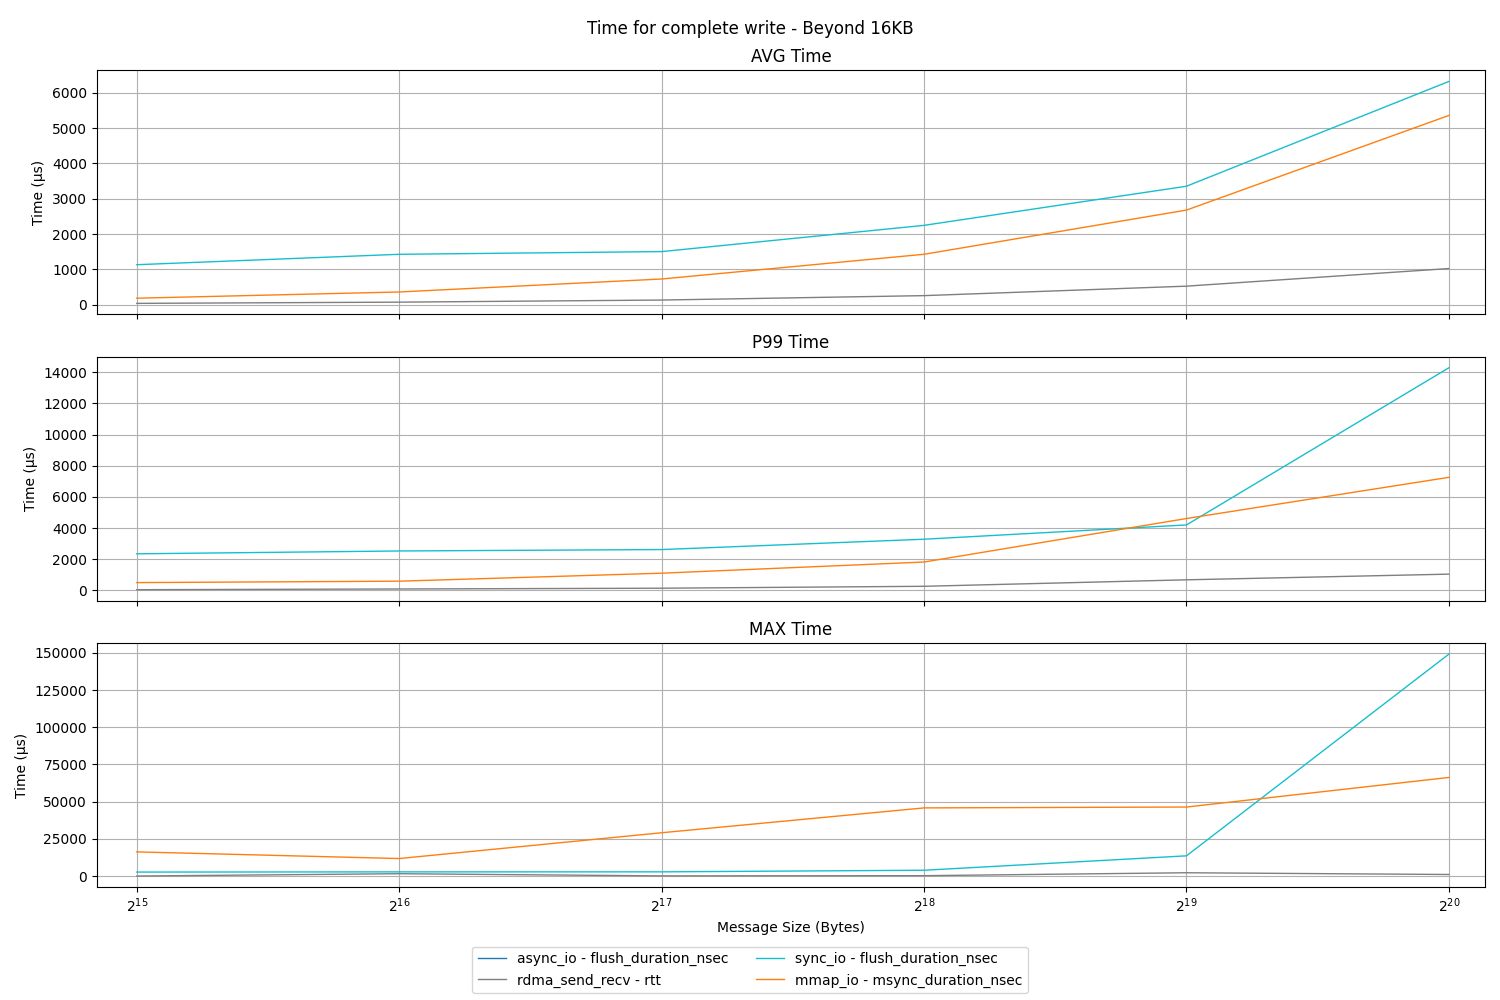 Time for complete write - Beyond 16KB
AVG Time
6000
5000
4000
3000
2000
1000
0
Time (µs)
P99 Time
14000
12000
10000
8000
6000
4000
2000
0
Time (µs)
MAX Time
150000
125000
100000
75000
50000
25000
0
Time (µs)
2^15 2^16 2^17 2^18 2^19 2^20
Message Size (Bytes)
async_io - flush_duration_nsec sync_io - flush_duration_nsec
rdma_send_recv - rtt mmap_io - msync_duration_nsec